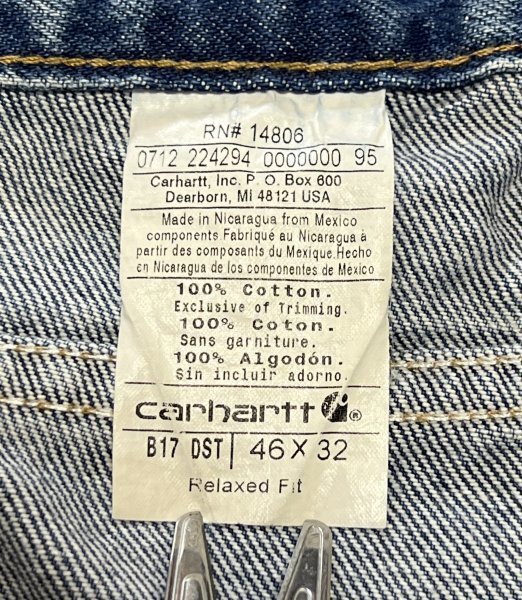 RN# 14806
0712 224294 0000000 95
Carhartt, Inc. P. O. Box 600
Dearborn, MI 48121 USA
Made in Nicaragua from Mexico
components Fabriqué au Nicaragua à
partir des composants du Mexique.Hecho
en Nicaragua de los componentes de Mexico
100% Cotton.
Exclusive of Trimming.
100% Coton.
Sans garniture.
100% Algodón.
Sin incluir adorno.
carhartt ®
B17 DST 46 X 32
Relaxed Fit